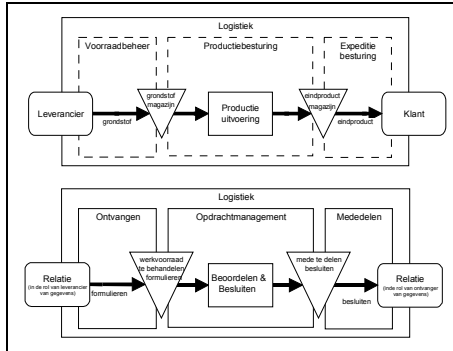 Logistiek
Voorraadbeheer
Productiebesturing
Expeditie
besturing
grondstof
magazijn
eindproduct
magazijn
Leverancier
Productie
uitvoering
Klant
grondstof
eindproduct
Logistiek
Ontvangen
Opdrachtmanagement
Mededelen
werkvoorraad
te behandelen
formulieren
mede te delen
besluiten
Relatie
(in de rol van leverancier
van gegevens)
Beoordelen &
Besluiten
Relatie
(inde rol van ontvanger
van gegevens)
formulieren
besluiten